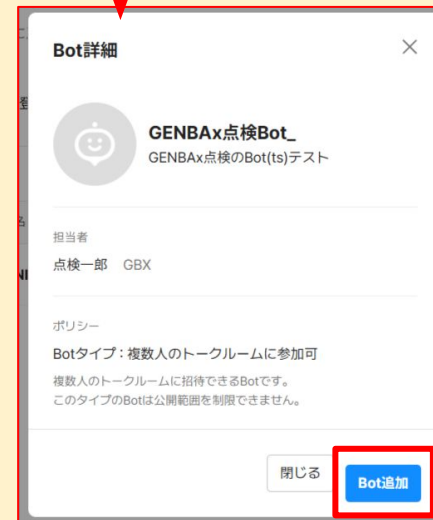 Bot詳細
GENBAx点検Bot_
GENBAx点検のBot(ts)テスト
担当者
点検一郎 GBX
ポリシー
Botタイプ：複数人のトークルームに参加可
複数人のトークルームに招待できるBotです。
このタイプのBotは公開範囲を制限できません。
閉じる
Bot追加